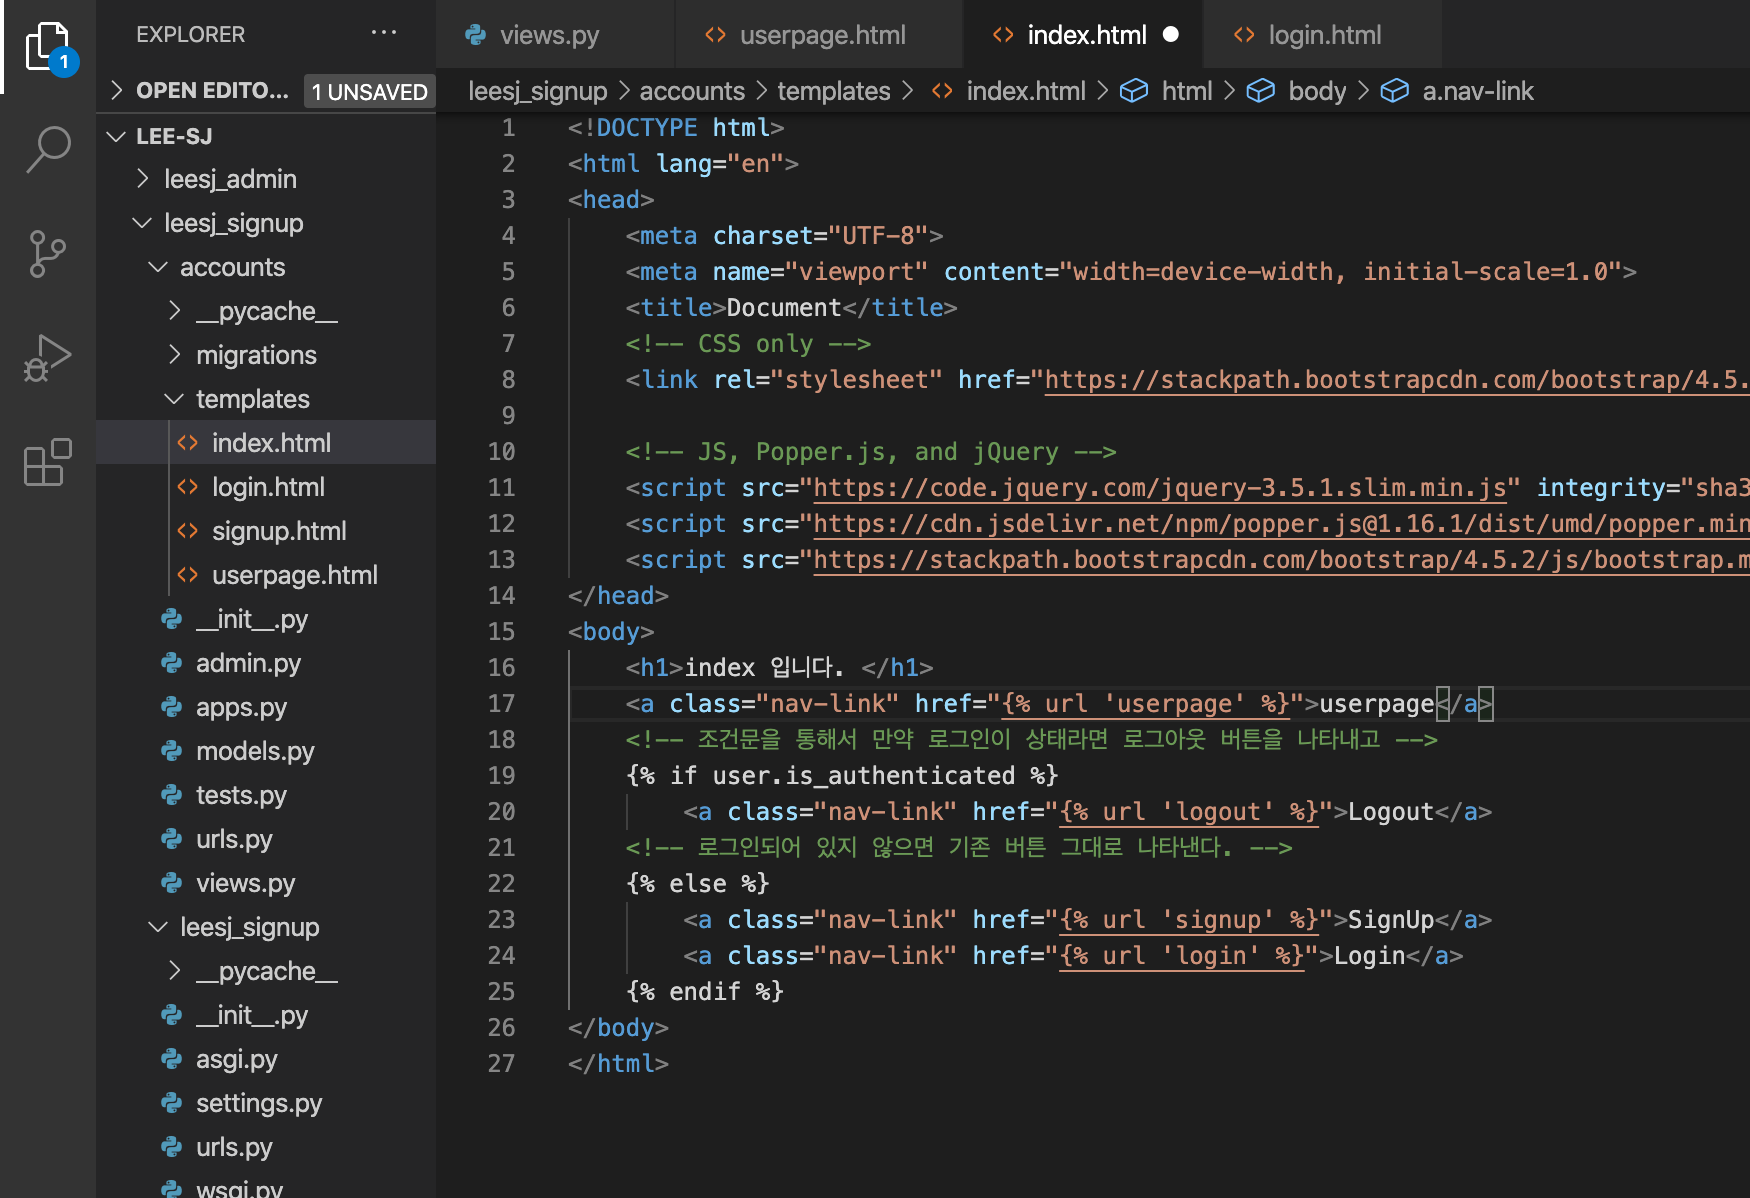 EXPLORER
1
OPEN EDITO... 1 UNSAVED
LEE-SJ
leesj_admin
leesj_signup
accounts
__pycache__
migrations
templates
index.html
login.html
signup.html
userpage.html
__init__.py
admin.py
apps.py
models.py
tests.py
urls.py
views.py
leesj_signup
__pycache__
__init__.py
asgi.py
settings.py
urls.py
wsgi.py
views.py userpage.html index.html login.html
leesj_signup > accounts > templates > index.html > html > body > a.nav-link
1 <!DOCTYPE html>
2 <html lang="en">
3 <head>
4 <meta charset="UTF-8">
5 <meta name="viewport" content="width=device-width, initial-scale=1.0">
6 <title>Document</title>
7 <!-- CSS only -->
8 <link rel="stylesheet" href="https://stackpath.bootstrapcdn.com/bootstrap/4.5.
9
10 <!-- JS, Popper.js, and jQuery -->
11 <script src="https://code.jquery.com/jquery-3.5.1.slim.min.js" integrity="sha3
12 <script src="https://cdn.jsdelivr.net/npm/popper.js@1.16.1/dist/umd/popper.min
13 <script src="https://stackpath.bootstrapcdn.com/bootstrap/4.5.2/js/bootstrap.m
14 </head>
15 <body>
16 <h1>index 입니다. </h1>
17 <a class="nav-link" href="{% url 'userpage' %}">userpage</a>
18 <!-- 조건문을 통해서 만약 로그인이 상태라면 로그아웃 버튼을 나타내고 -->
19 {% if user.is_authenticated %}
20 <a class="nav-link" href="{% url 'logout' %}">Logout</a>
21 <!-- 로그인되어 있지 않으면 기존 버튼 그대로 나타낸다. -->
22 {% else %}
23 <a class="nav-link" href="{% url 'signup' %}">SignUp</a>
24 <a class="nav-link" href="{% url 'login' %}">Login</a>
25 {% endif %}
26 </body>
27 </html>